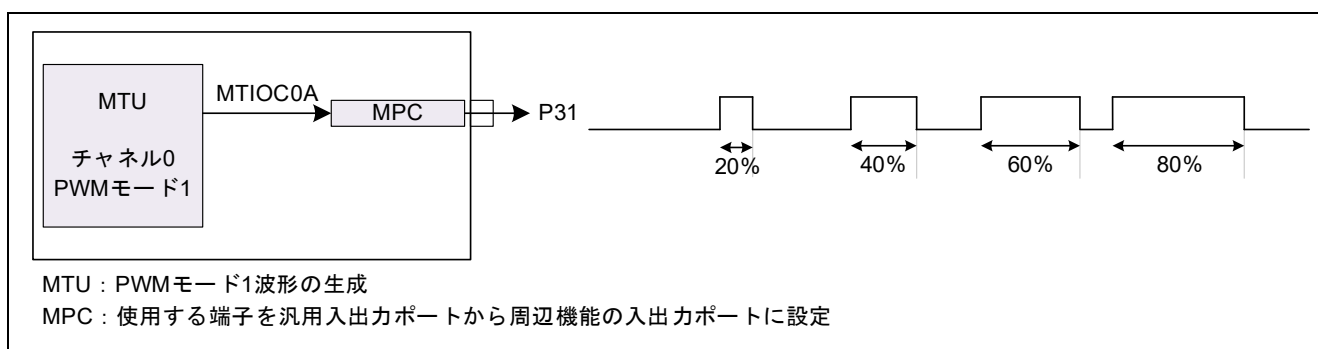 MTU
チャネル0
PWMモード1
MTIOC0A
MPC
P31
20%
40%
60%
80%
MTU：PWMモード1波形の生成
MPC：使用する端子を汎用入出力ポートから周辺機能の入出力ポートに設定